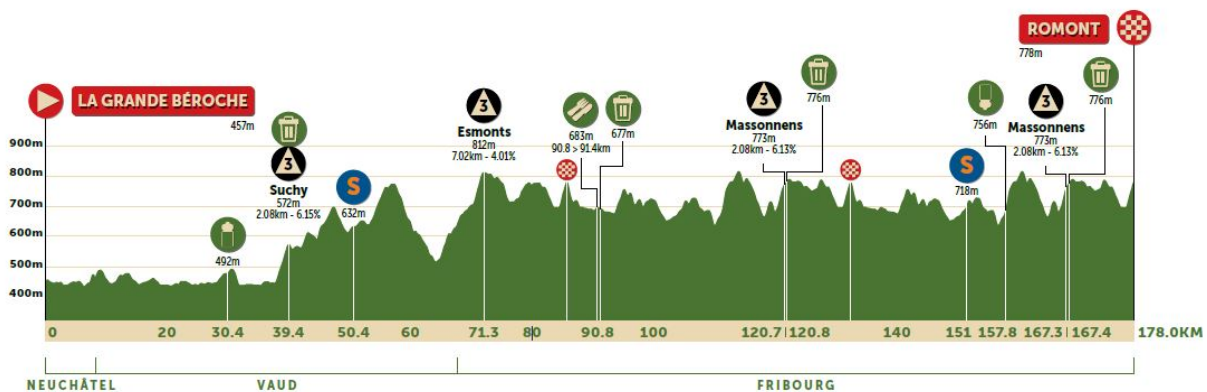 ROMONT
778m
LA GRANDE BÉROCHE
457m
3
Suchy
572m
2.08km - 6.15%
492m
S
632m
3
Esmonts
812m
7.02km - 4.01%
683m
90.8 > 91.4km
677m
3
Massonnens
773m
2.08km - 6.13%
776m
S
718m
756m
3
Massonnens
773m
2.08km - 6.13%
776m
900m
800m
700m
600m
500m
400m
0 20 30.4 39.4 50.4 60 71.3 80 90.8 100 120.7 120.8 140 151 157.8 167.3 167.4 178.0KM
NEUCHÂTEL VAUD FRIBOURG